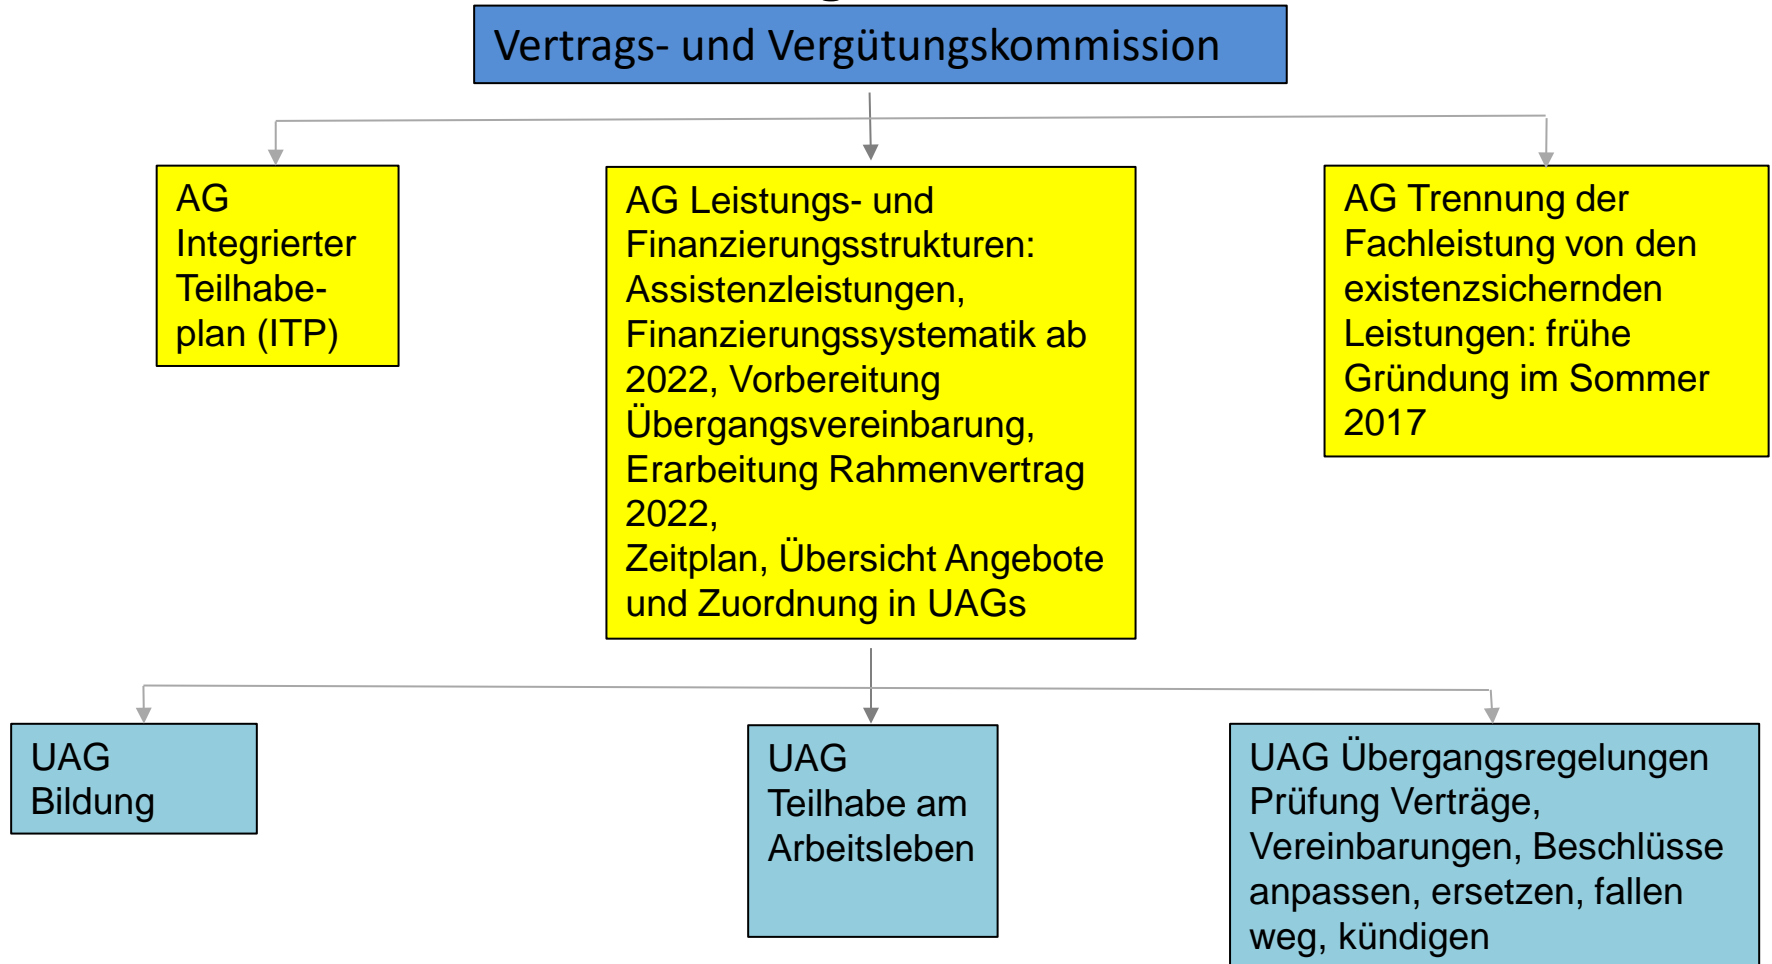 Vertrags- und Vergütungskommission
AG
Integrierter
Teilhabe-
plan (ITP)
AG Leistungs- und
Finanzierungsstrukturen:
Assistenzleistungen,
Finanzierungssystematik ab
2022, Vorbereitung
Übergangsvereinbarung,
Erarbeitung Rahmenvertrag
2022,
Zeitplan, Übersicht Angebote
und Zuordnung in UAGs
AG Trennung der
Fachleistung von den
existenzsichernden
Leistungen: frühe
Gründung im Sommer
2017
UAG
Bildung
UAG
Teilhabe am
Arbeitsleben
UAG Übergangsregelungen
Prüfung Verträge,
Vereinbarungen, Beschlüsse
anpassen, ersetzen, fallen
weg, kündigen